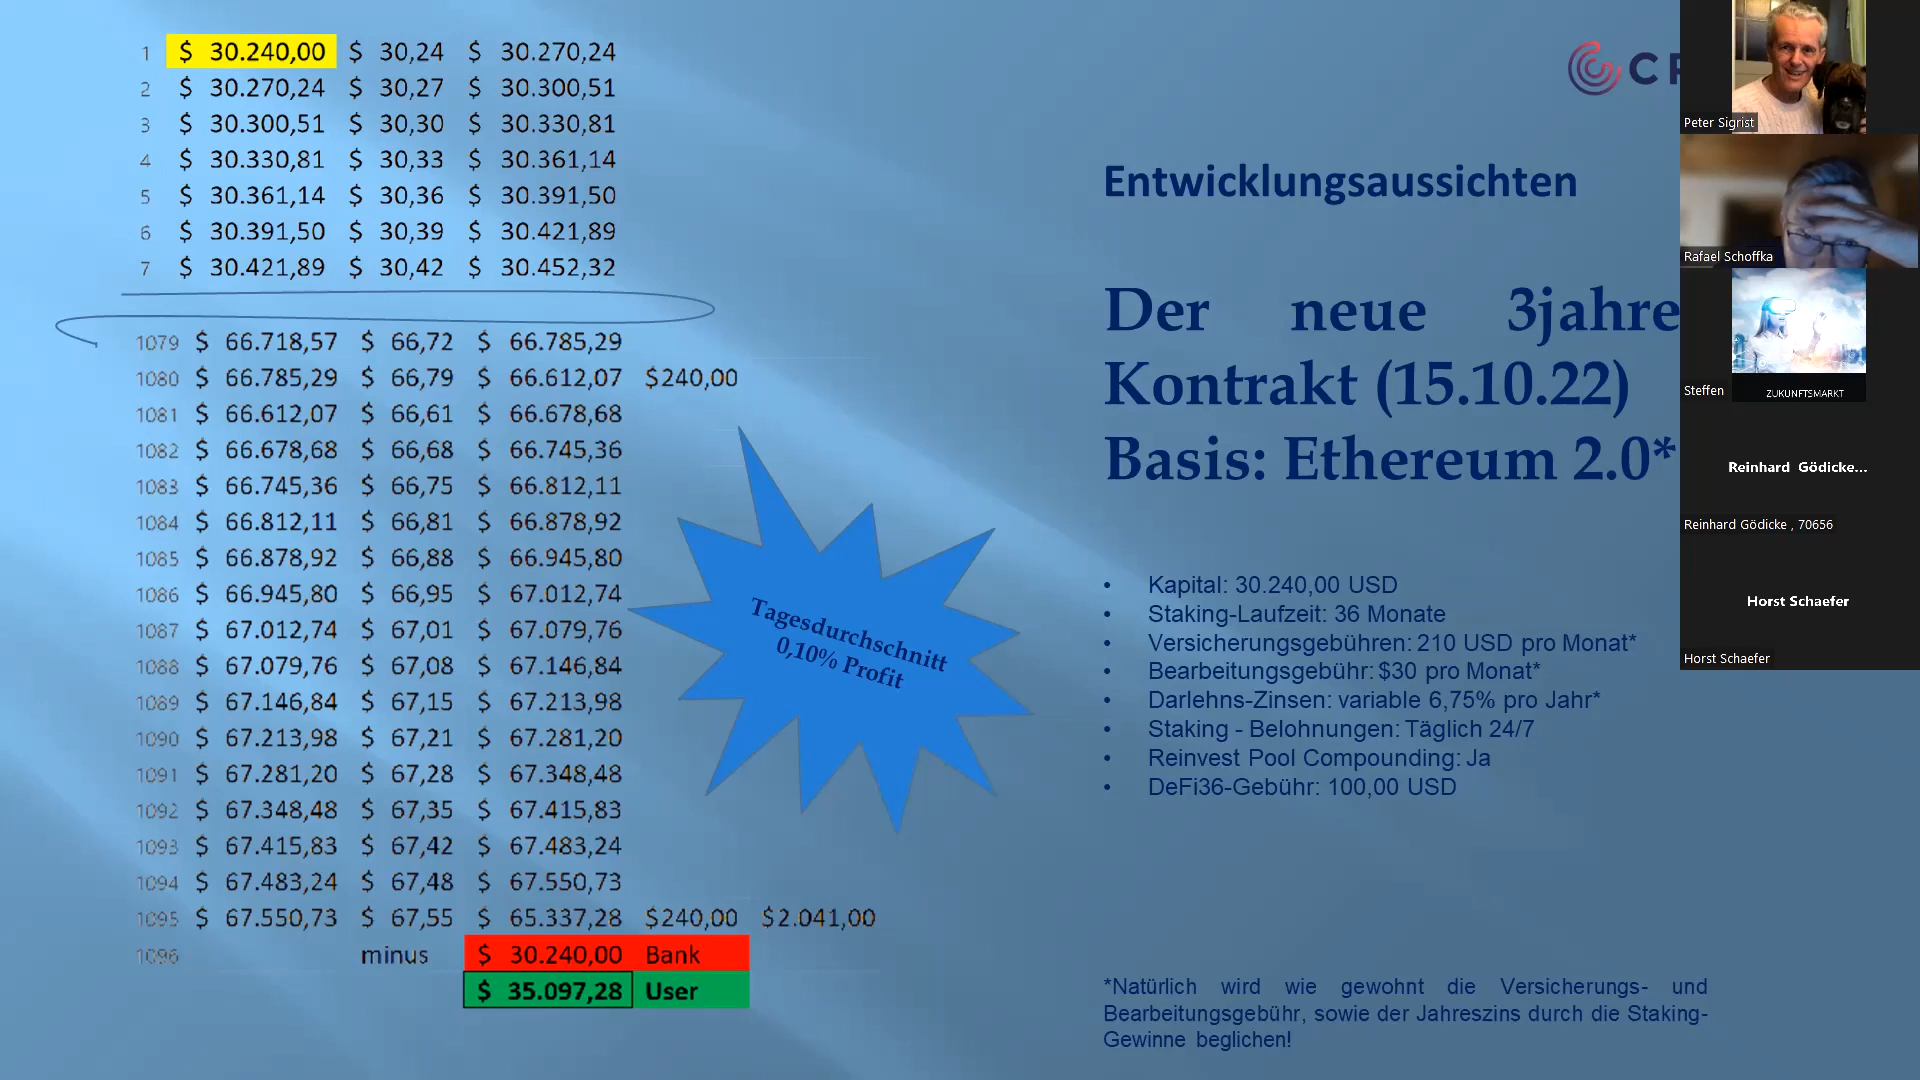 1 $ 30.240,00 $ 30,24 $ 30.270,24
2 $ 30.270,24 $ 30,27 $ 30.300,51
3 $ 30.300,51 $ 30,30 $ 30.330,81
4 $ 30.330,81 $ 30,33 $ 30.361,14
5 $ 30.361,14 $ 30,36 $ 30.391,50
6 $ 30.391,50 $ 30,39 $ 30.421,89
7 $ 30.421,89 $ 30,42 $ 30.452,32
1079 $ 66.718,57 $ 66,72 $ 66.785,29
1080 $ 66.785,29 $ 66,79 $ 66.612,07 $240,00
1081 $ 66.612,07 $ 66,61 $ 66.678,68
1082 $ 66.678,68 $ 66,68 $ 66.745,36
1083 $ 66.745,36 $ 66,75 $ 66.812,11
1084 $ 66.812,11 $ 66,81 $ 66.878,92
1085 $ 66.878,92 $ 66,88 $ 66.945,80
1086 $ 66.945,80 $ 66,95 $ 67.012,74
1087 $ 67.012,74 $ 67,01 $ 67.079,76
1088 $ 67.079,76 $ 67,08 $ 67.146,84
1089 $ 67.146,84 $ 67,15 $ 67.213,98
1090 $ 67.213,98 $ 67,21 $ 67.281,20
1091 $ 67.281,20 $ 67,28 $ 67.348,48
1092 $ 67.348,48 $ 67,35 $ 67.415,83
1093 $ 67.415,83 $ 67,42 $ 67.483,24
1094 $ 67.483,24 $ 67,48 $ 67.550,73
1095 $ 67.550,73 $ 67,55 $ 65.337,28 $240,00 $2.041,00
1096 minus $ 30.240,00 Bank
$ 35.097,28 User
Tagesdurchschnitt
0,10% Profit
Entwicklungsaussichten
Der neue 3jahre
Kontrakt (15.10.22)
Basis: Ethereum 2.0*
• Kapital: 30.240,00 USD
• Staking-Laufzeit: 36 Monate
• Versicherungsgebühren: 210 USD pro Monat*
• Bearbeitungsgebühr: $30 pro Monat*
• Darlehns-Zinsen: variable 6,75% pro Jahr*
• Staking - Belohnungen: Täglich 24/7
• Reinvest Pool Compounding: Ja
• DeFi36-Gebühr: 100,00 USD
*Natürlich wird wie gewohnt die Versicherungs- und
Bearbeitungsgebühr, sowie der Jahreszins durch die Staking-
Gewinne beglichen!
Peter Sigrist
Rafael Schoffka
ZUKUNFTSMARKT
Steffen
Reinhard Gödicke...
Reinhard Gödicke , 70656
Horst Schaefer
Horst Schaefer